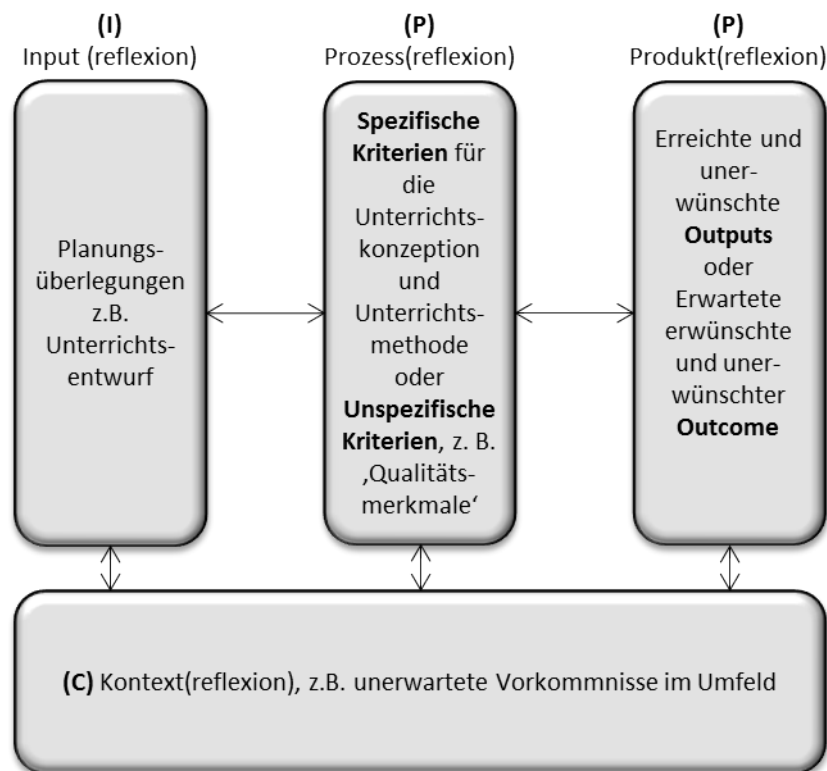 (I)
Input (reflexion)
(P)
Prozess(reflexion)
(P)
Produkt(reflexion)
Planungs-
überlegungen
z.B.
Unterrichts-
entwurf
Spezifische
Kriterien für
die
Unterrichts-
konzeption
und
Unterrichts-
methode
oder
Unspezifische
Kriterien, z. B.
‚Qualitäts-
merkmale‘
Erreichte und
uner-
wünschte
Outputs
oder
Erwartete
erwünschte
und uner-
wünschter
Outcome
(C) Kontext(reflexion), z.B. unerwartete Vorkommnisse im Umfeld